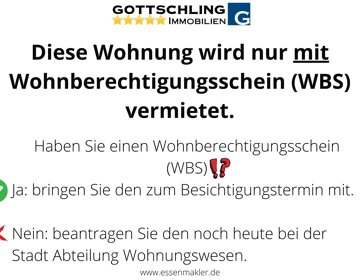 GOTTSCHLING
IMMOBILIEN G
Diese Wohnung wird nur mit
Wohnberechtigungsschein (WBS)
vermietet.
Haben Sie einen Wohnberechtigungsschein
(WBS)⁉️
Ja: bringen Sie den zum Besichtigungstermin mit.
Nein: beantragen Sie den noch heute bei der
Stadt Abteilung Wohnungswesen.
www.essenmakler.de